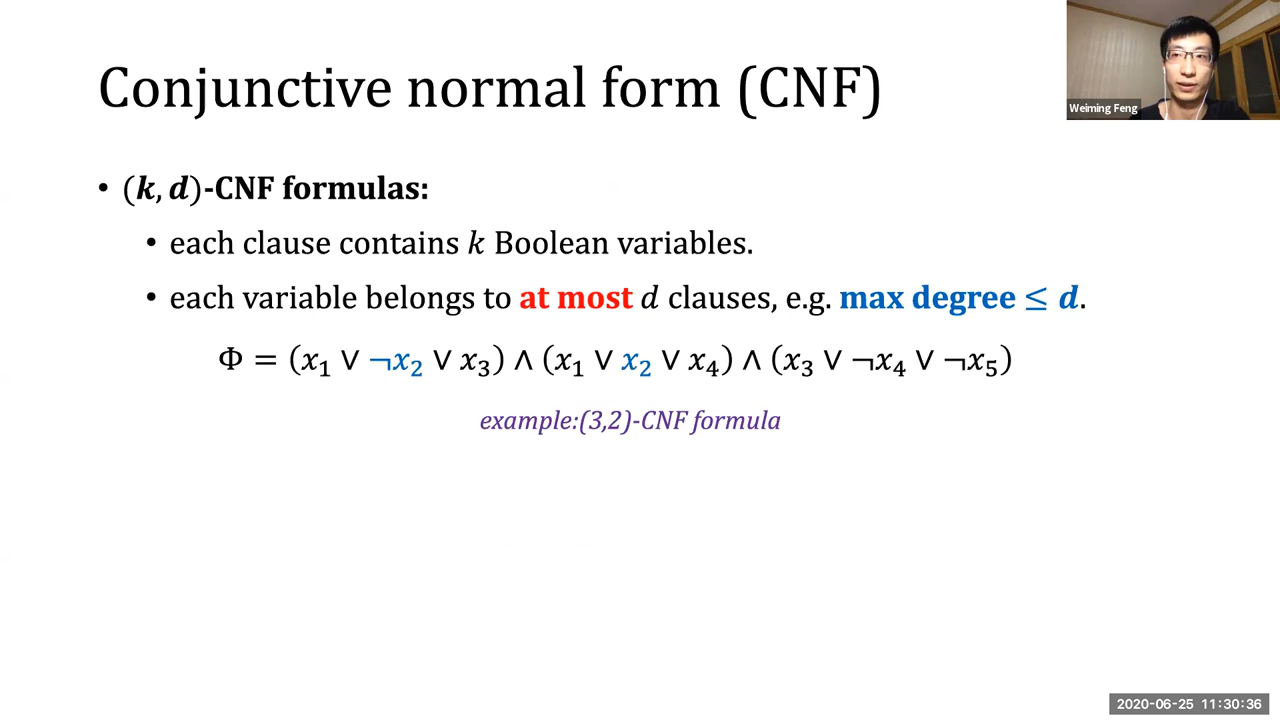 Conjunctive normal form (CNF)
Weiming Feng
• (k, d)-CNF formulas:
• each clause contains k Boolean variables.
• each variable belongs to at most d clauses, e.g. max degree ≤ d.
Φ = (x₁ ∨ ¬x₂ ∨ x₃) ∧ (x₁ ∨ x₂ ∨ x₄) ∧ (x₃ ∨ ¬x₄ ∨ ¬x₅)
example:(3,2)-CNF formula
2020-06-25 11:30:36